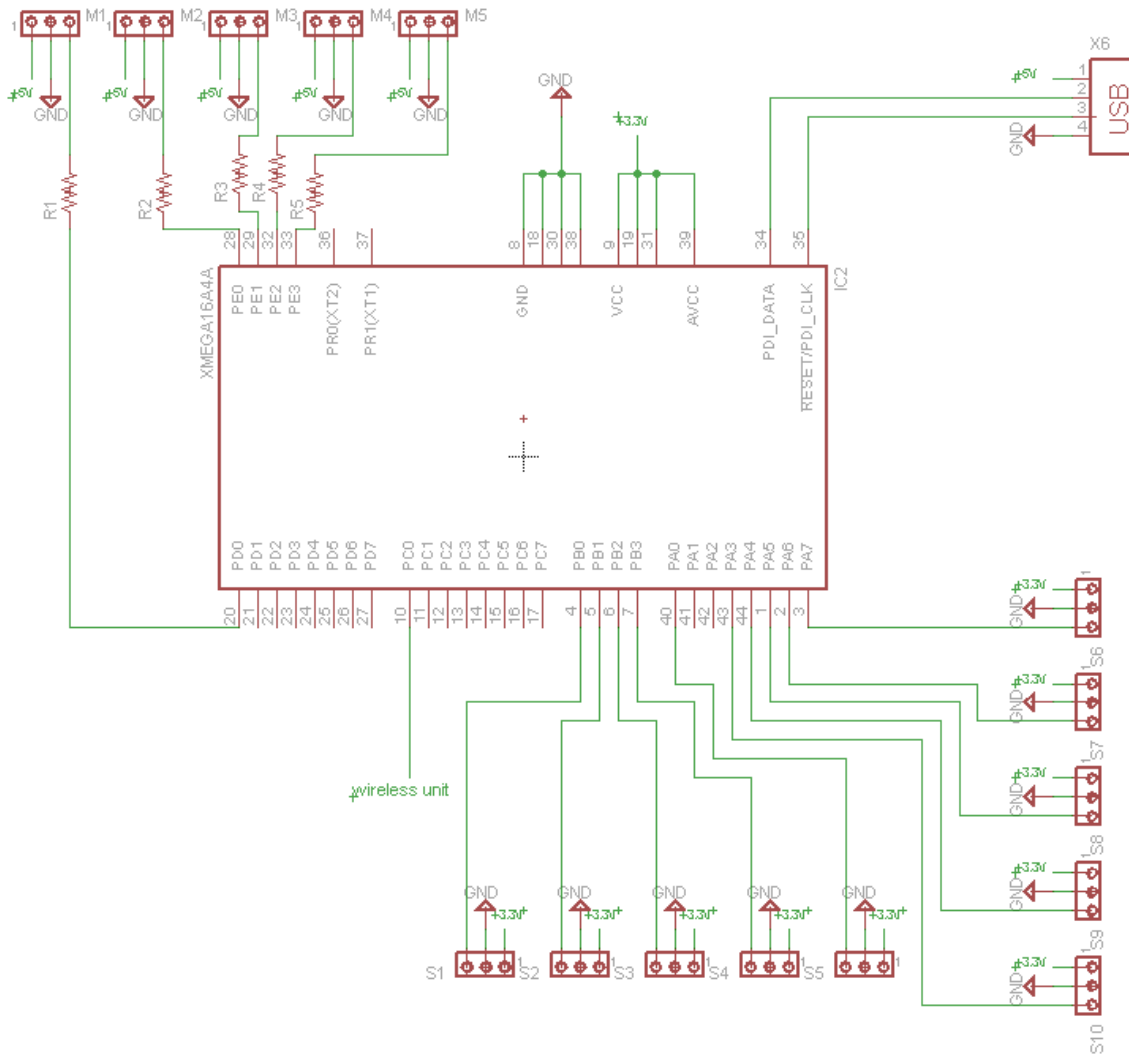 1 M1 1 M2 1 M3 1 M4 1 M5
+5V GND +5V GND +5V GND +5V GND +5V GND
X6
+5V 1
2
3
GND 4
USB
GND
+3.3V
R1 R2 R3 R4 R5
28 29 32 33 36 37 8 18 30 38 9 19 31 39 34 35
XMEGA16A4A
IC2
PE0 PE1 PE2 PE3 PR0(XT2) PR1(XT1) GND VCC AVCC PDI_DATA RESET/PDI_CLK
PD0 PD1 PD2 PD3 PD4 PD5 PD6 PD7 PC0 PC1 PC2 PC3 PC4 PC5 PC6 PC7 PB0 PB1 PB2 PB3 PA0 PA1 PA2 PA3 PA4 PA5 PA6 PA7
20 21 22 23 24 25 26 27 10 11 12 13 14 15 16 17 4 5 6 7 40 41 42 43 44 1 2 3
+3.3V 1
GND
S6
+3.3V 1
GND
S7
+3.3V 1
GND
S8
+3.3V 1
GND
S9
+3.3V 1
GND
S10
wireless unit
GND GND GND GND GND
+3.3V +3.3V +3.3V +3.3V +3.3V
S1 1 S2 1 S3 1 S4 1 S5 1